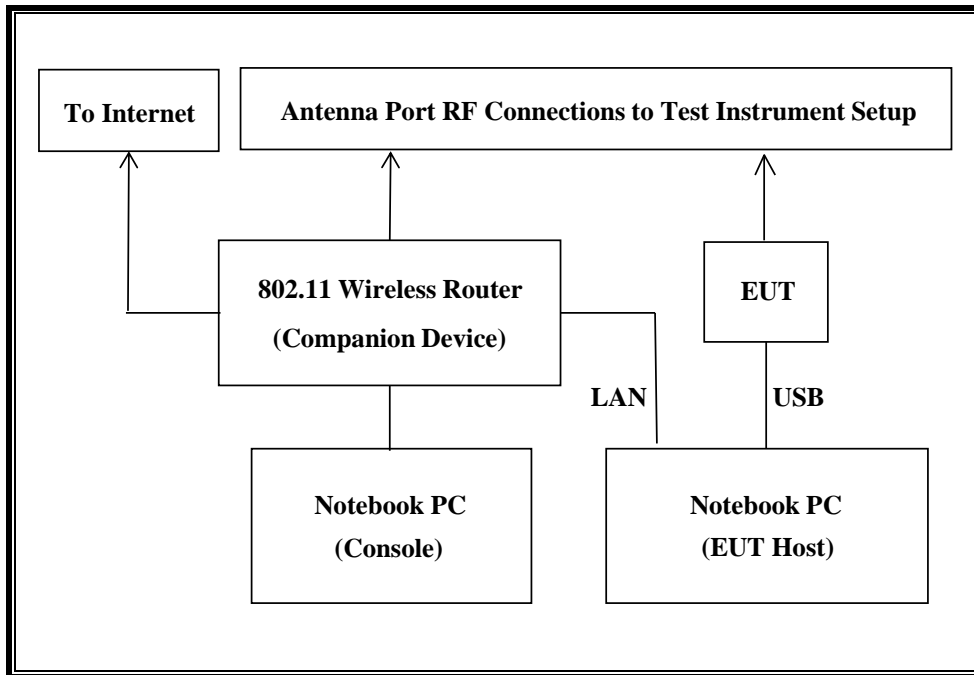 To Internet
Antenna Port RF Connections to Test Instrument Setup
802.11 Wireless Router
(Companion Device)
EUT
LAN
USB
Notebook PC
(Console)
Notebook PC
(EUT Host)